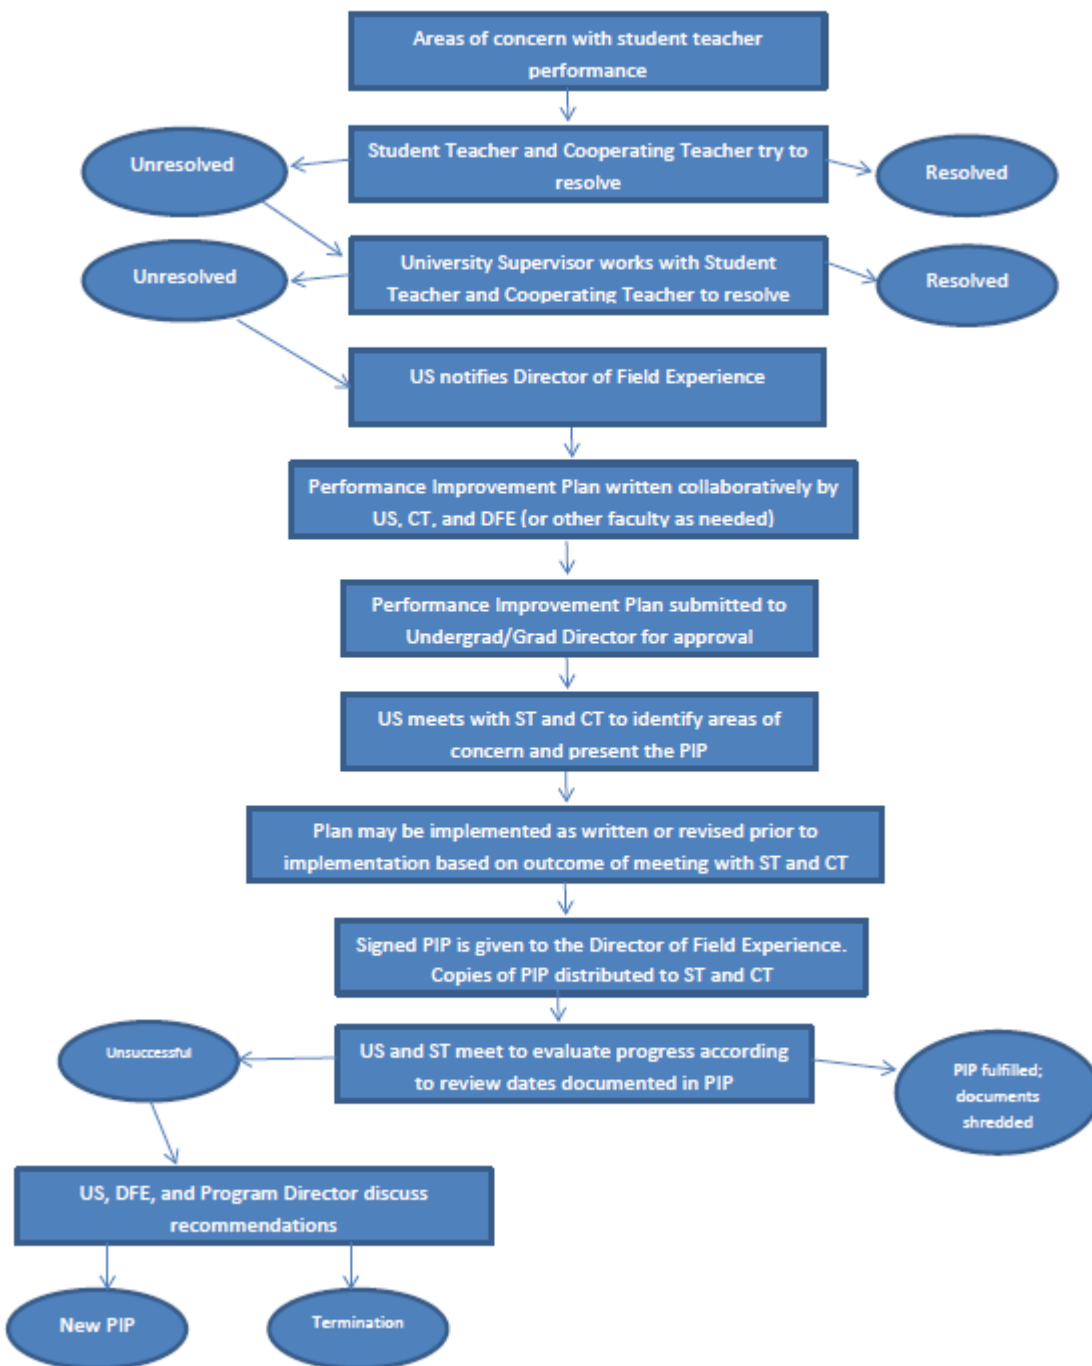 Areas of concern with student teacher
performance
Unresolved
Student Teacher and Cooperating Teacher try to
resolve
Resolved
Unresolved
University Supervisor works with Student
Teacher and Cooperating Teacher to resolve
Resolved
US notifies Director of Field Experience
Performance Improvement Plan written collaboratively by
US, CT, and DFE (or other faculty as needed)
Performance Improvement Plan submitted to
Undergrad/Grad Director for approval
US meets with ST and CT to identify areas of
concern and present the PIP
Plan may be implemented as written or revised prior to
implementation based on outcome of meeting with ST and CT
Signed PIP is given to the Director of Field Experience.
Copies of PIP distributed to ST and CT
Unsuccessful
US and ST meet to evaluate progress according
to review dates documented in PIP
PIP fulfilled;
documents
shredded
US, DFE, and Program Director discuss
recommendations
New PIP
Termination